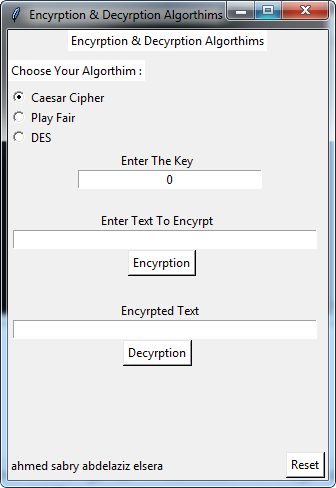 Encyrption & Decyrption Algorthims
Encyrption & Decyrption Algorthims
Choose Your Algorthim :
Caesar Cipher
Play Fair
DES
Enter The Key
0
Enter Text To Encyrpt
Encyrption
Encyrpted Text
Decyrption
ahmed sabry abdelaziz elsera
Reset